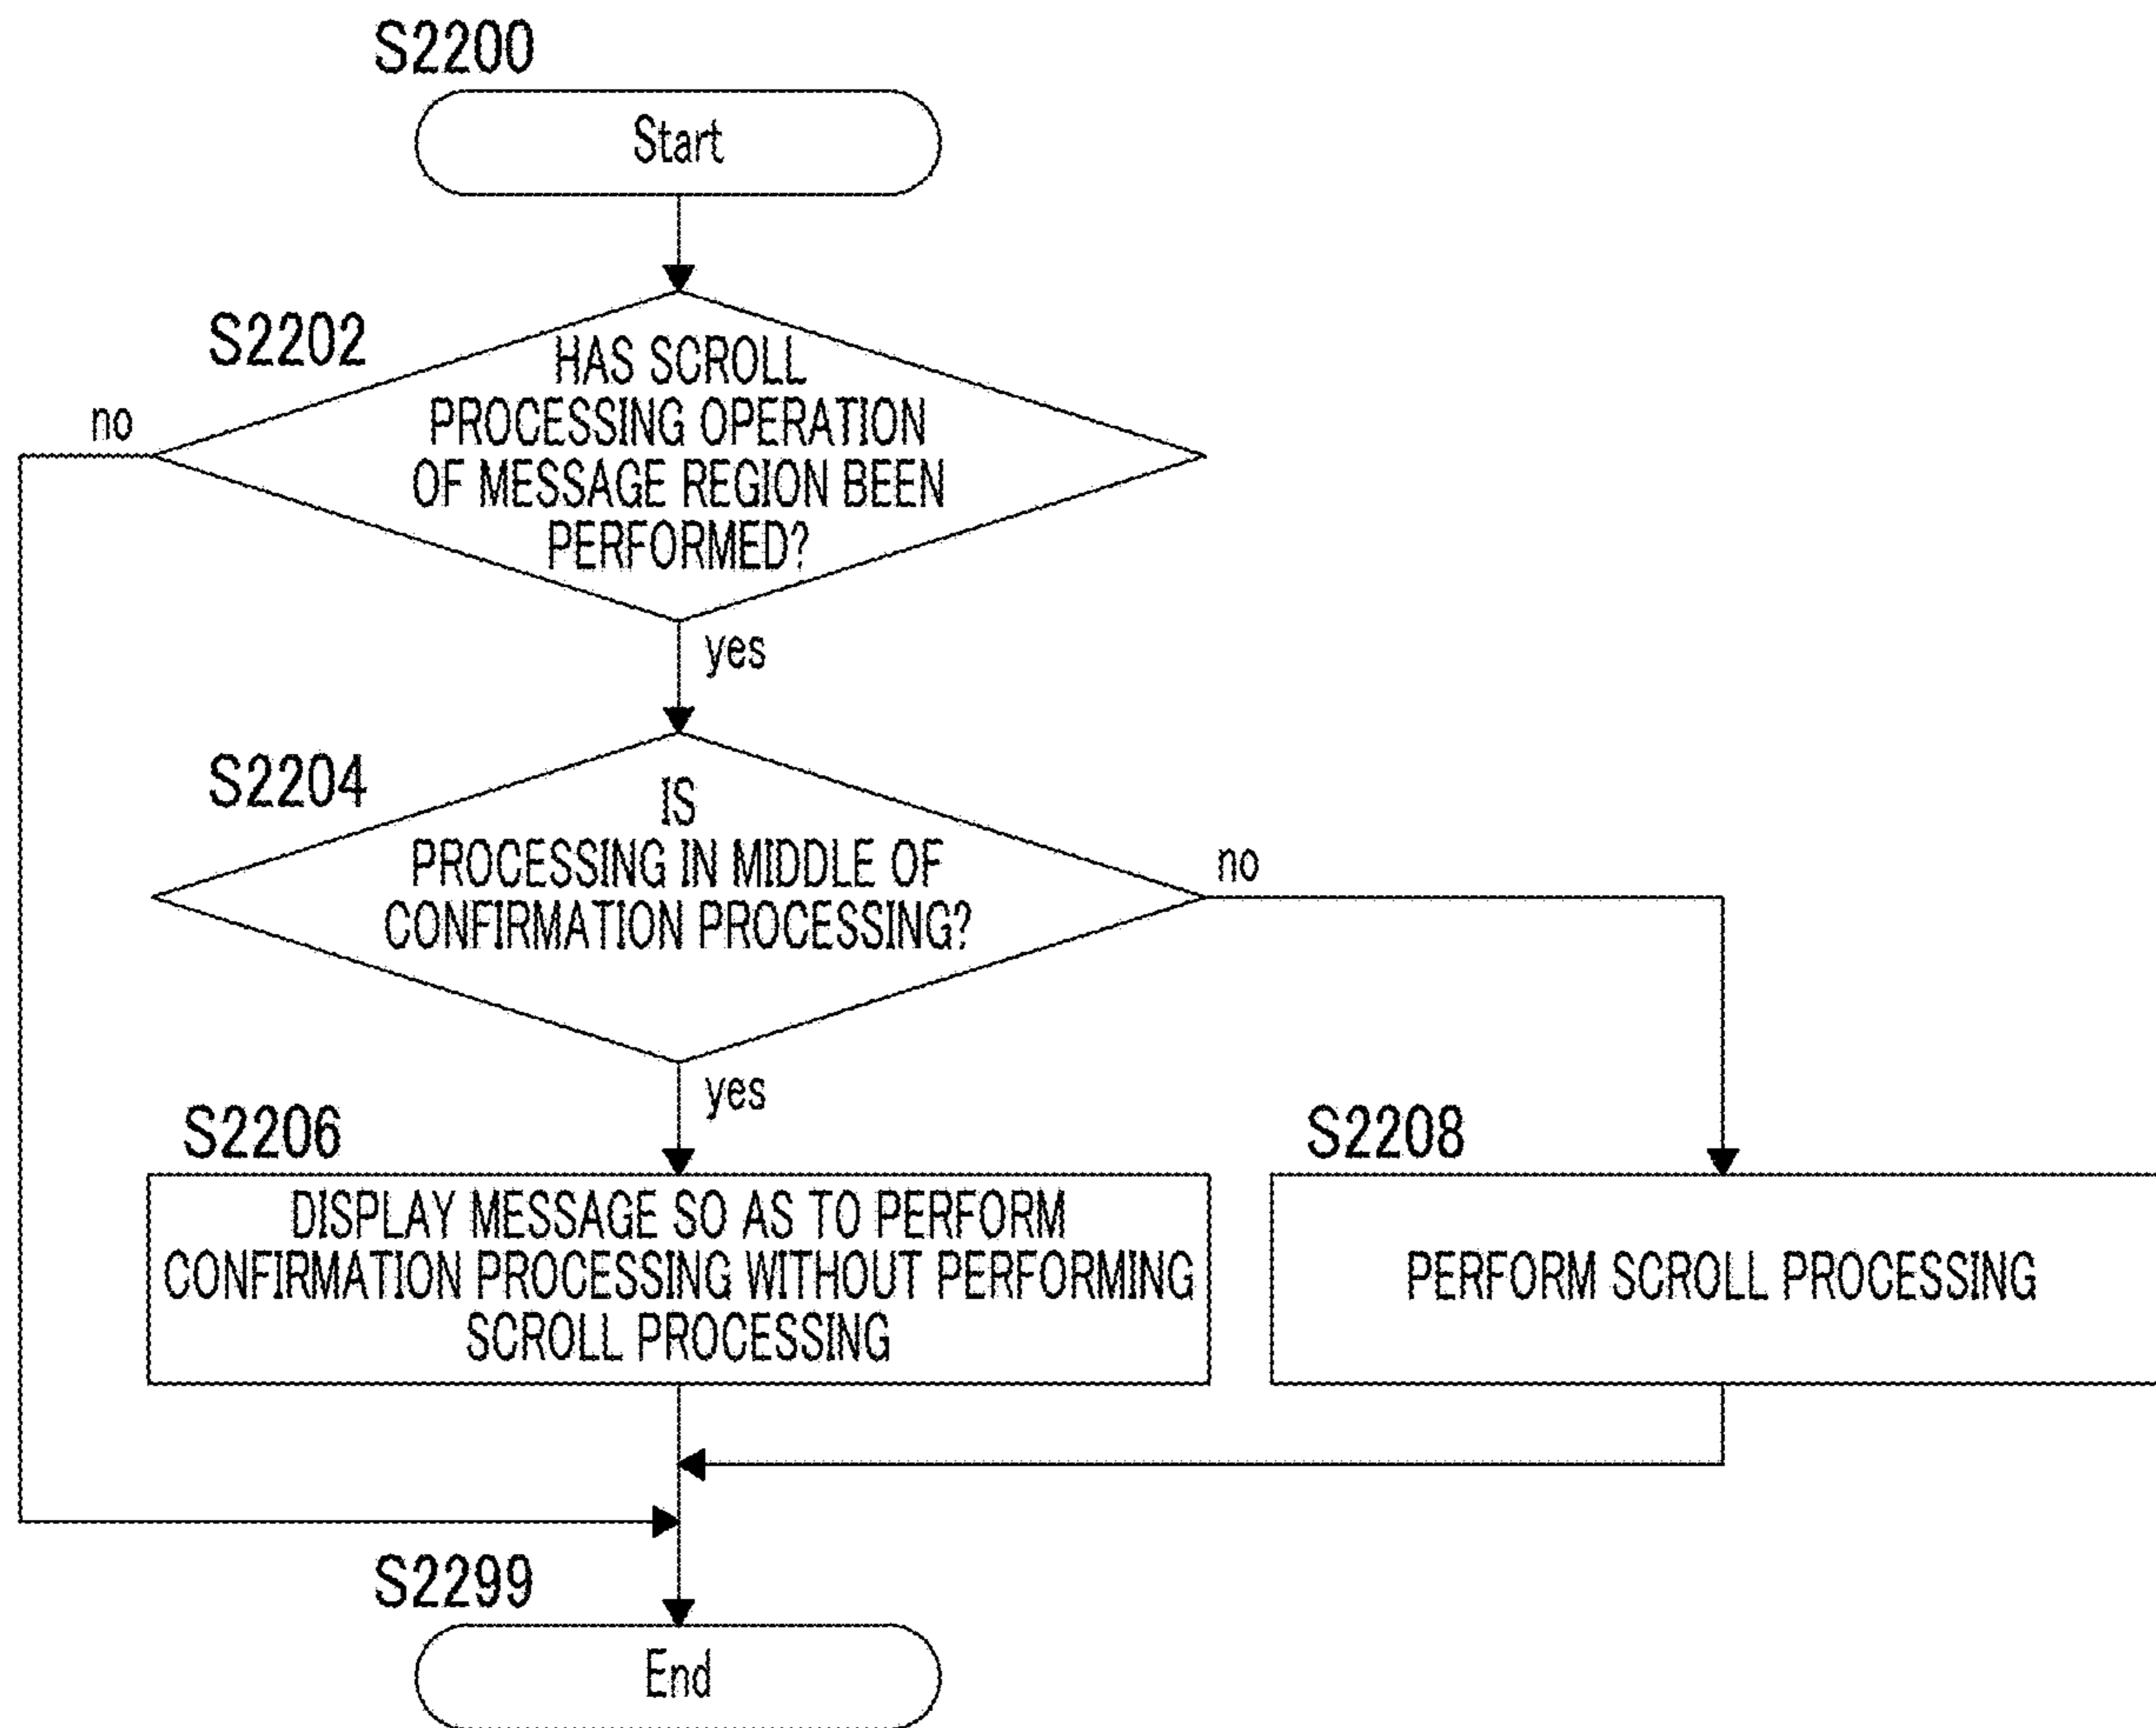 S2200
Start
S2202
HAS SCROLL
PROCESSING OPERATION
OF MESSAGE REGION BEEN
PERFORMED?
no
yes
S2204
IS
PROCESSING IN MIDDLE OF
CONFIRMATION PROCESSING?
no
yes
S2206
DISPLAY MESSAGE SO AS TO PERFORM
CONFIRMATION PROCESSING WITHOUT PERFORMING
SCROLL PROCESSING
S2208
PERFORM SCROLL PROCESSING
S2299
End